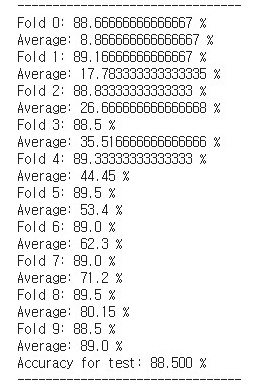 ----------------------------------
Fold 0: 88.66666666666667 %
Average: 8.866666666666667 %
Fold 1: 89.16666666666667 %
Average: 17.783333333333335 %
Fold 2: 88.83333333333333 %
Average: 26.666666666666668 %
Fold 3: 88.5 %
Average: 35.516666666666666 %
Fold 4: 89.33333333333333 %
Average: 44.45 %
Fold 5: 89.5 %
Average: 53.4 %
Fold 6: 89.0 %
Average: 62.3 %
Fold 7: 89.0 %
Average: 71.2 %
Fold 8: 89.5 %
Average: 80.15 %
Fold 9: 88.5 %
Average: 89.0 %
Accuracy for test: 88.500 %
----------------------------------